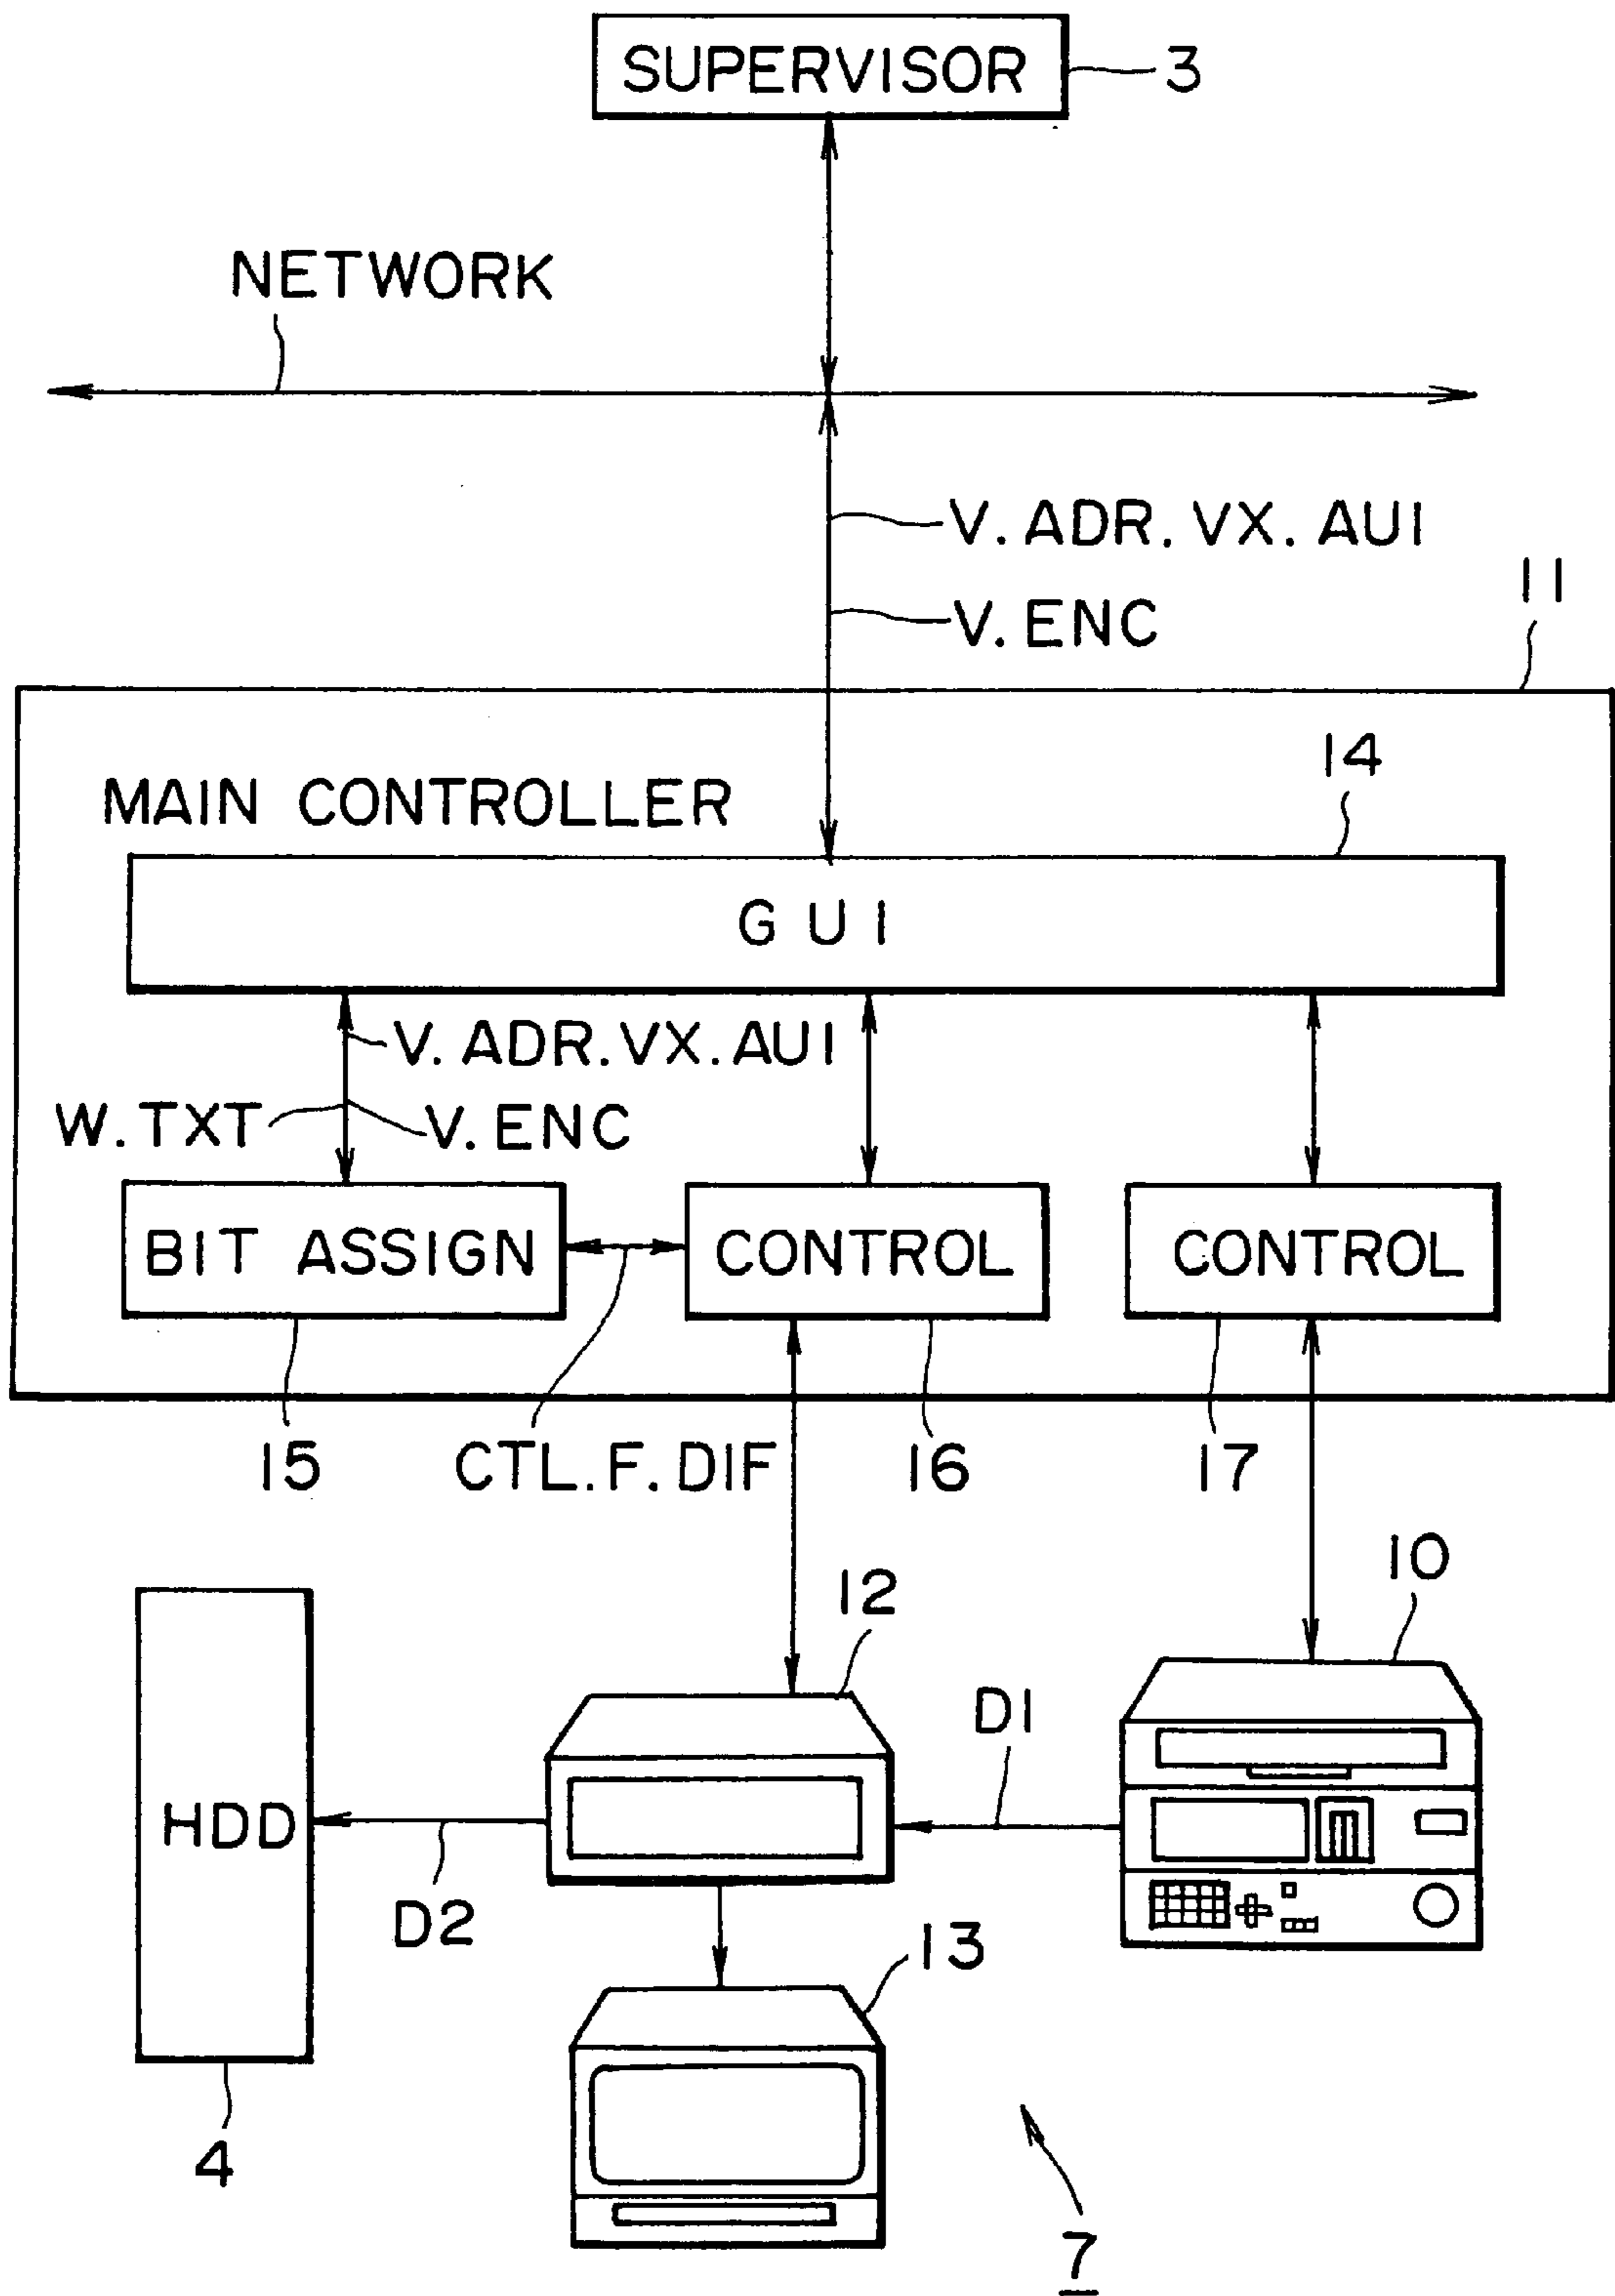 SUPERVISOR
3
NETWORK
V. ADR. VX. AUI
V. ENC
11
MAIN CONTROLLER
14
GUI
V. ADR. VX. AUI
W. TXT
V. ENC
BIT ASSIGN
CONTROL
CONTROL
15
CTL. F. DIF
16
17
10
12
D1
HDD
D2
13
4
7